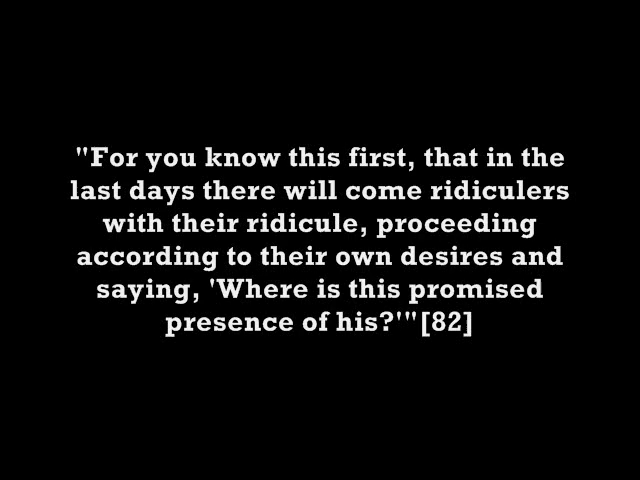 "For you know this first, that in the
last days there will come ridiculers
with their ridicule, proceeding
according to their own desires and
saying, 'Where is this promised
presence of his?'"[82]